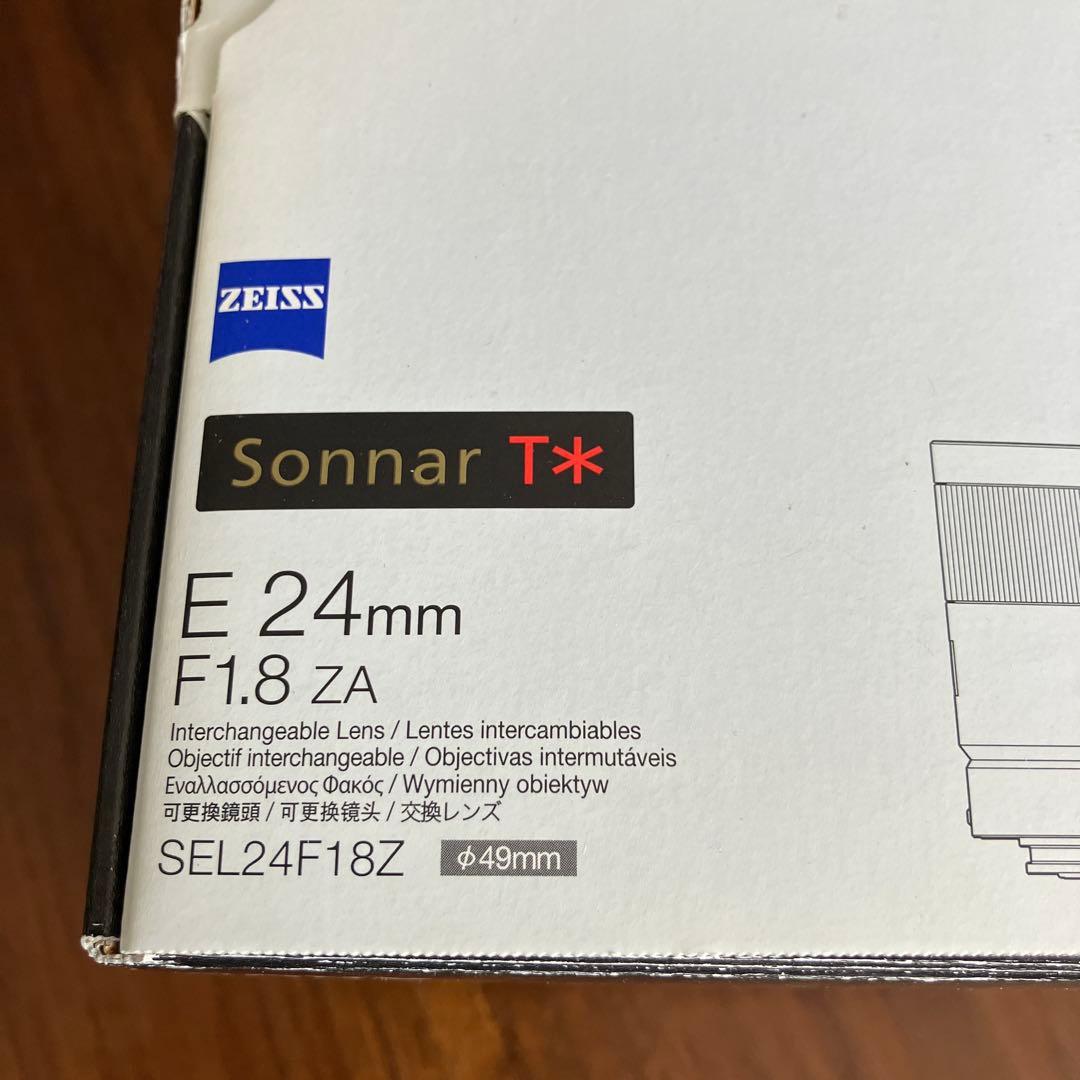 ZEISS
Sonnar T*
E 24mm
F1.8 ZA
Interchangeable Lens / Lentes intercambiables
Objectif interchangeable / Objectivas intermutáveis
Εναλλασσόμενος Φακός / Wymienny obiektyw
可更換鏡頭 / 可更换镜头 / 交換レンズ
SEL24F18Z ϕ49mm